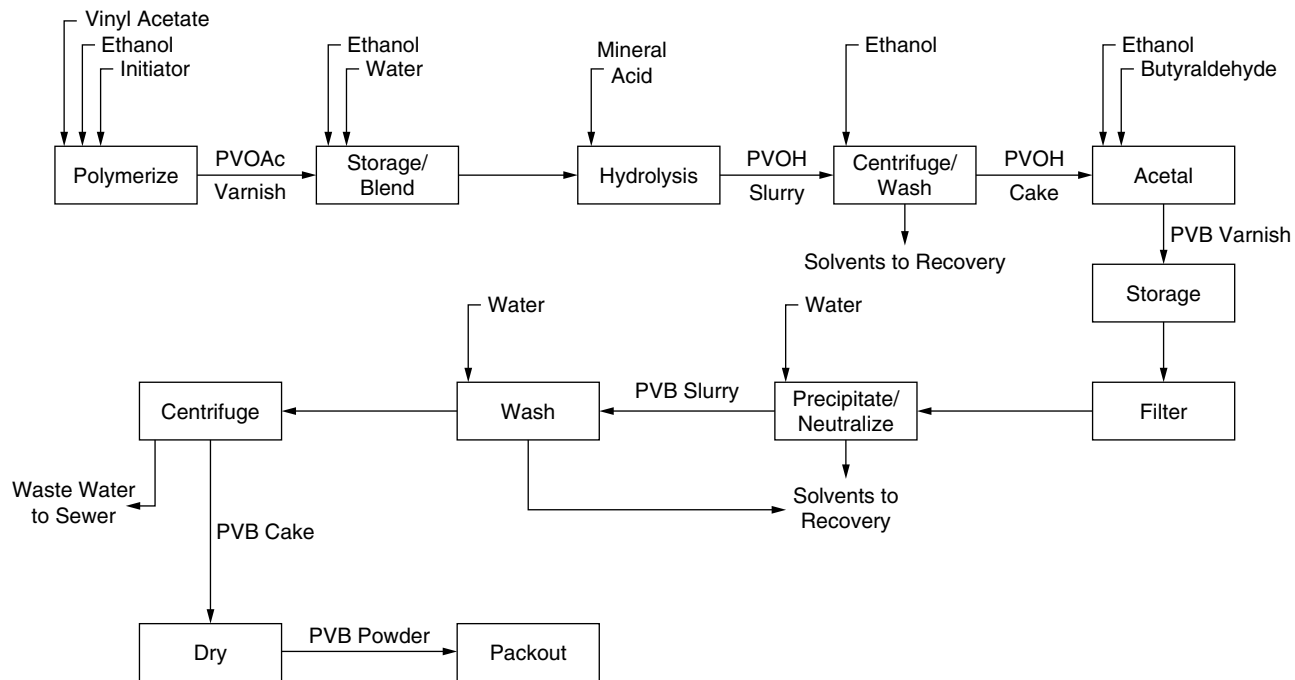 Vinyl Acetate
Ethanol
Initiator
Ethanol
Water
Mineral
Acid
Ethanol
Ethanol
Butyraldehyde
Polymerize
PVOAc
Varnish
Storage/
Blend
Hydrolysis
PVOH
Slurry
Centrifuge/
Wash
PVOH
Cake
Acetal
Solvents to Recovery
PVB Varnish
Storage
Water
Water
Centrifuge
Wash
PVB Slurry
Precipitate/
Neutralize
Filter
Waste Water
to Sewer
PVB Cake
Solvents to
Recovery
Dry
PVB Powder
Packout